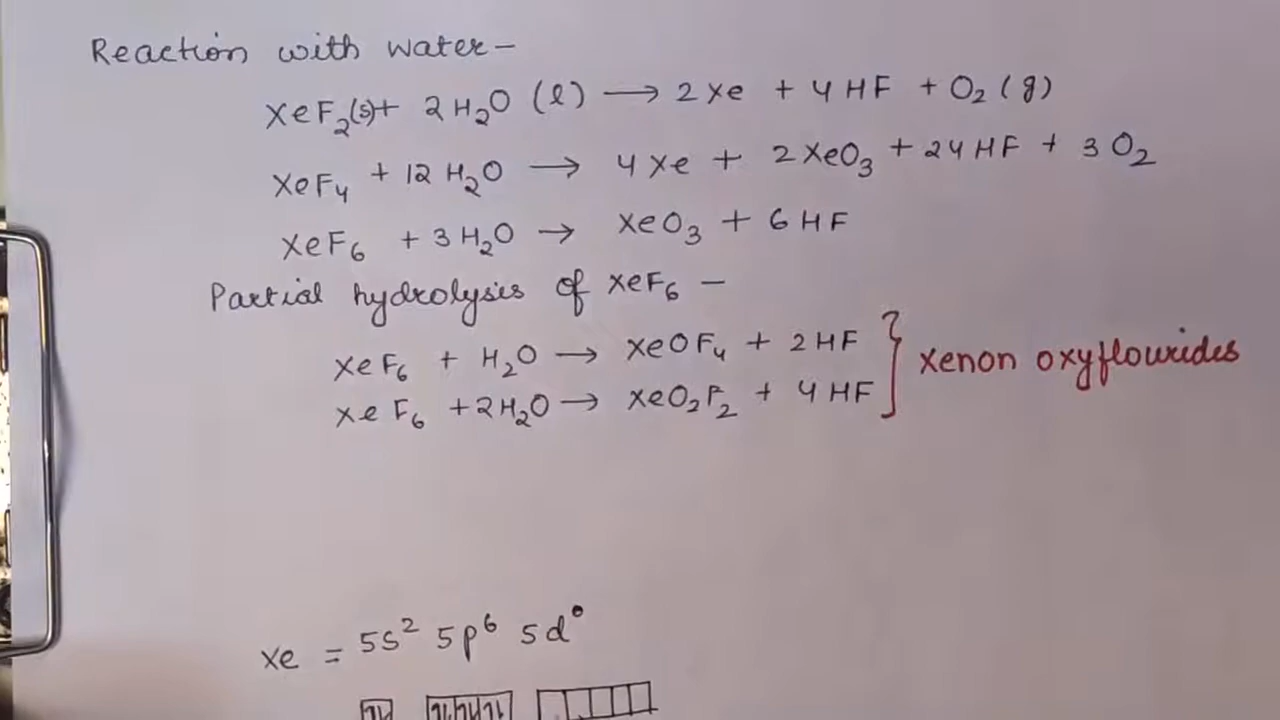 Reaction with water-
XeF₂(s)+ 2H₂O (l) → 2Xe + 4HF + O₂(g)
XeF₄ + 12 H₂O → 4Xe + 2XeO₃ + 24HF + 3O₂
XeF₆ + 3H₂O → XeO₃ + 6HF
Partial hydrolysis of XeF₆ –
XeF₆ + H₂O → XeOF₄ + 2HF
XeF₆ +2H₂O → XeO₂F₂ + 4HF
} Xenon oxyflourides
Xe = 5s² 5p⁶ 5d⁰